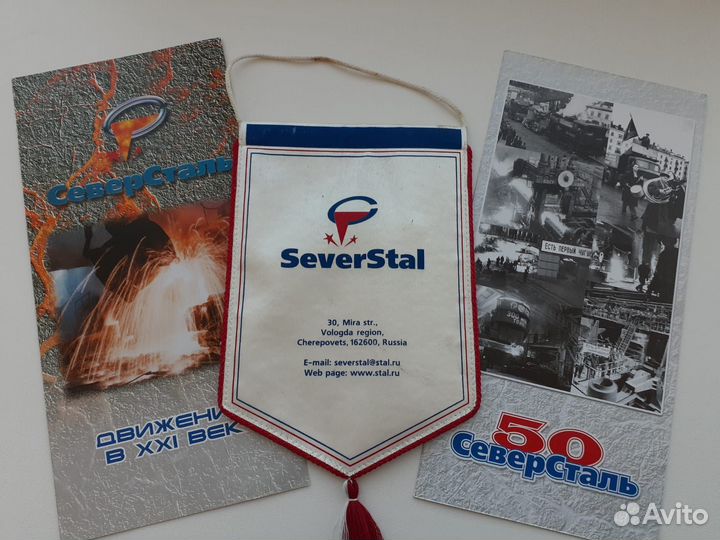 СеверСталь
ДВИЖЕНИ
В XXI ВЕК
SeverStal
30, Mira str.,
Vologda region,
Cherepovets, 162600, Russia
E-mail: severstal@stal.ru
Web page: www.stal.ru
ЕСТЬ ПЕРВЫЙ ЧУГУН
50
СеверСталь
Avito